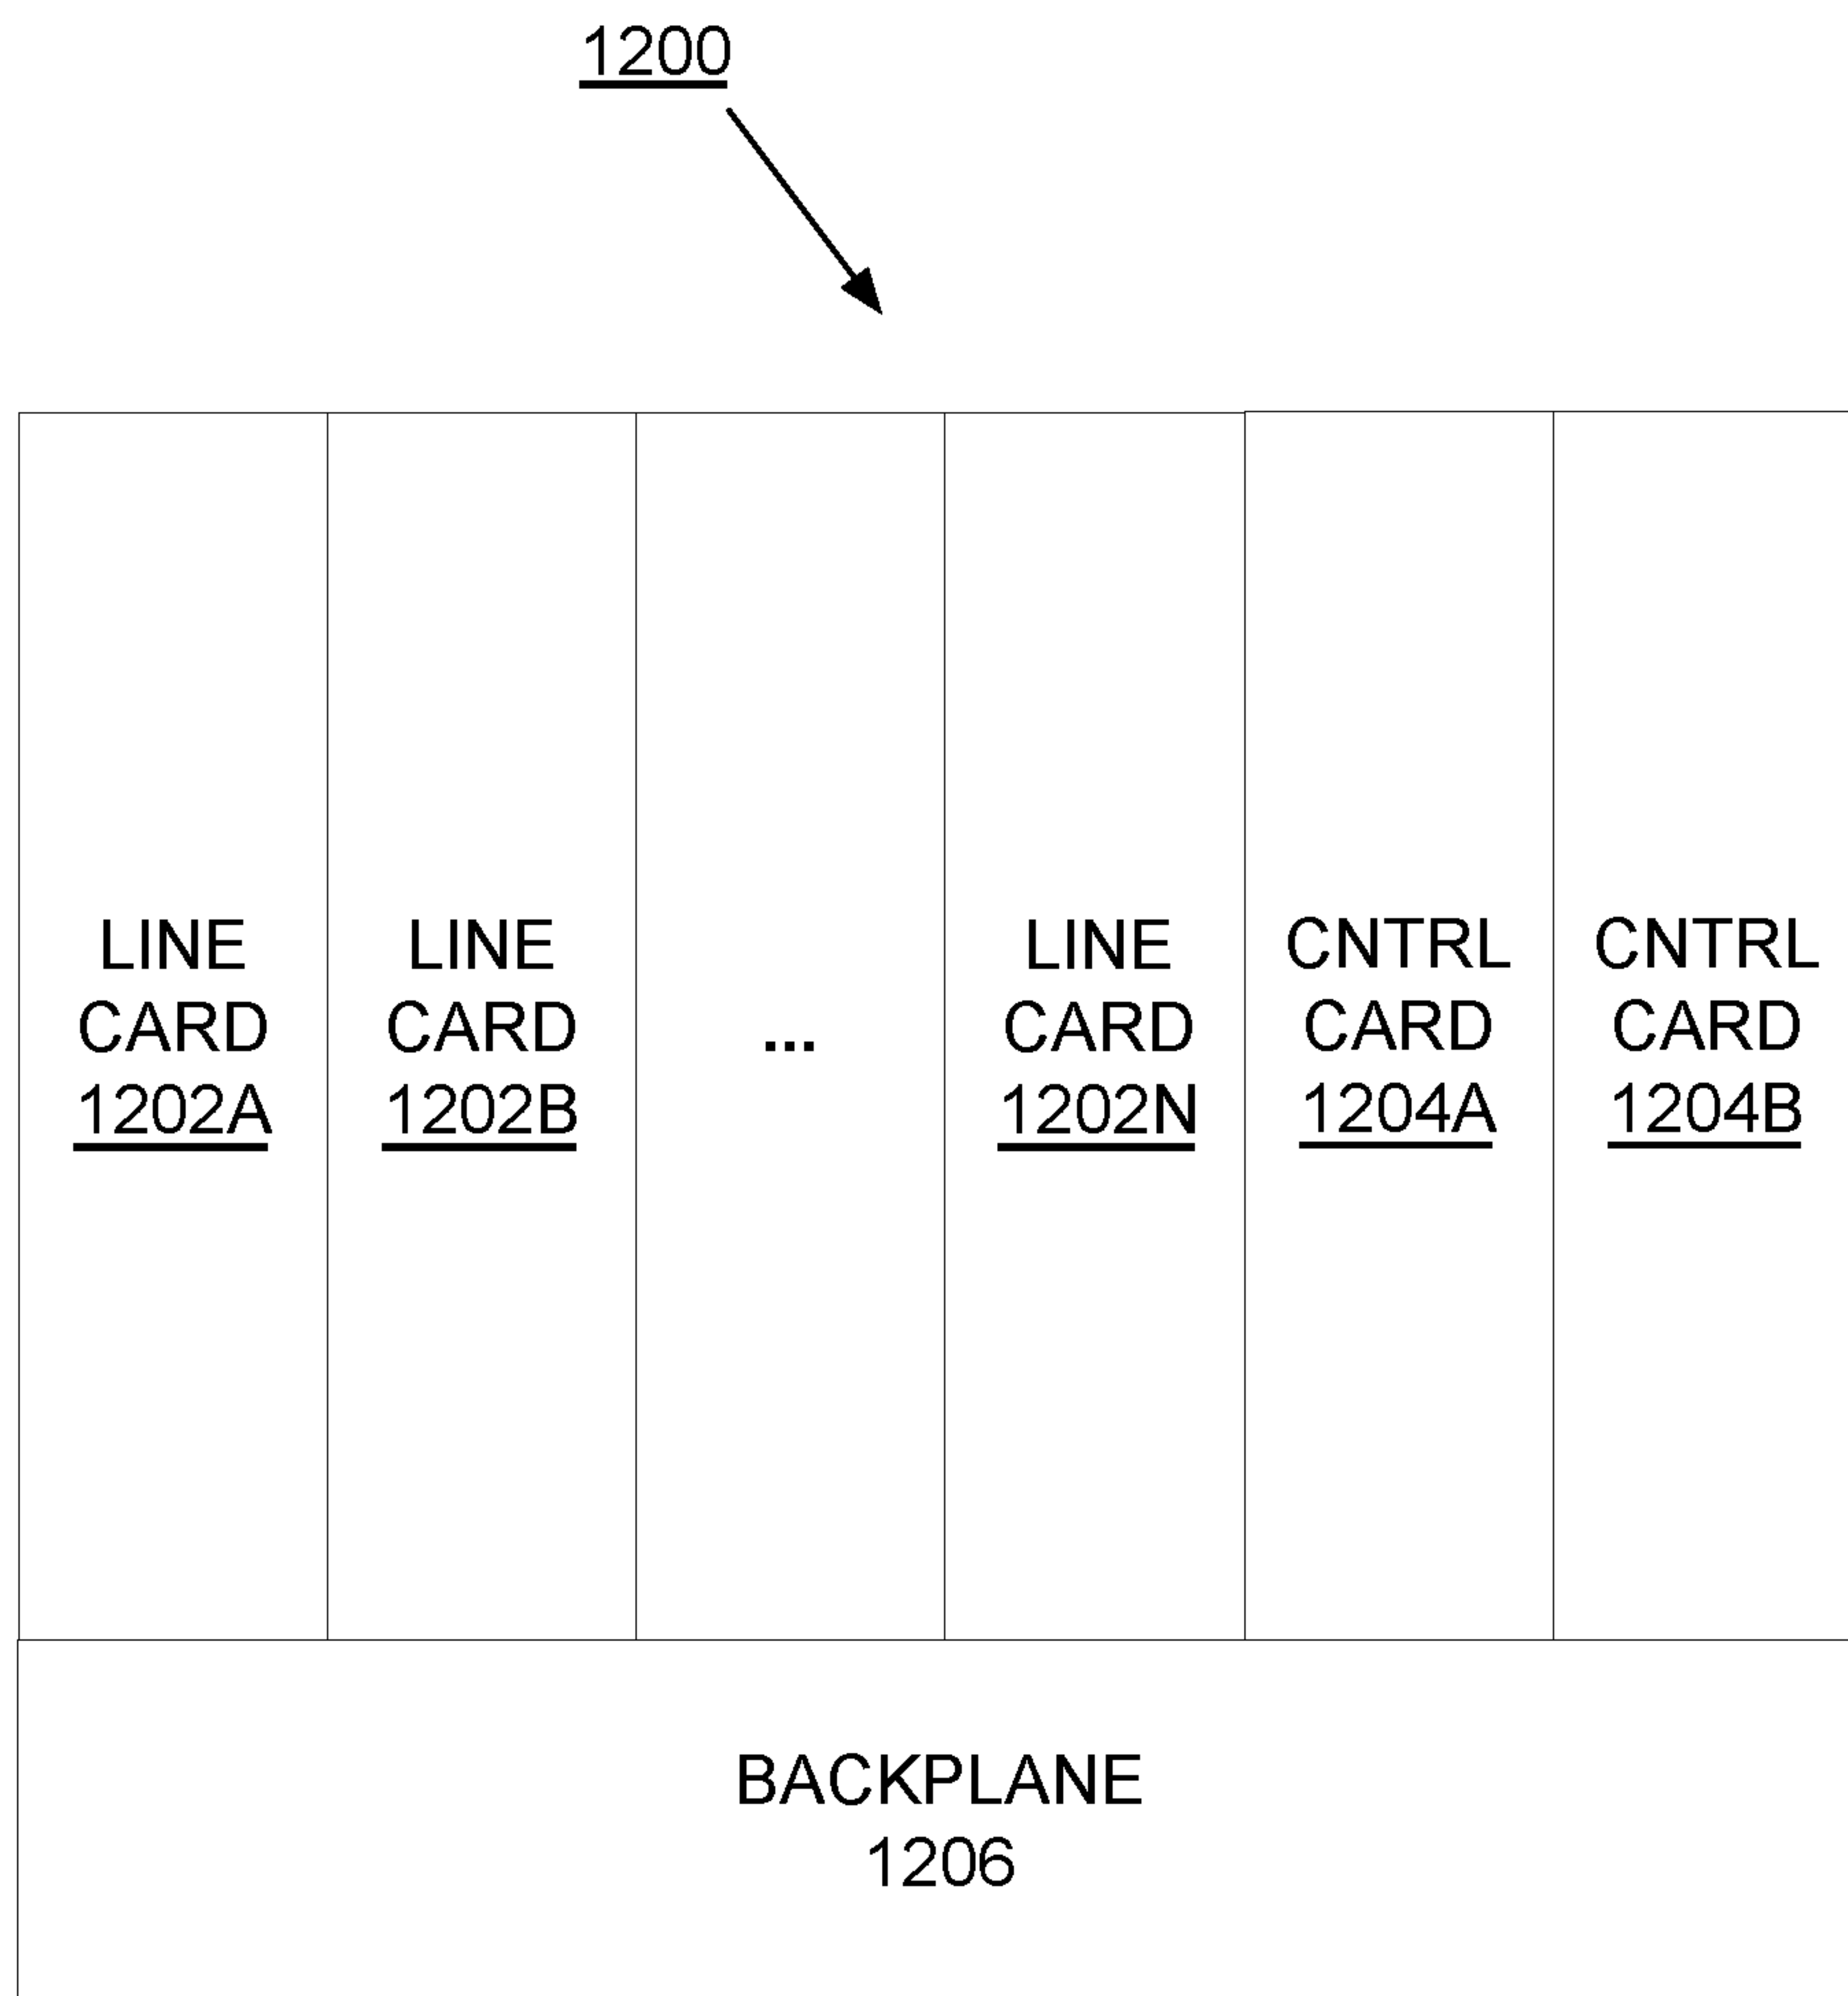 1200
LINE
CARD
1202A
LINE
CARD
1202B
...
LINE
CARD
1202N
CNTRL
CARD
1204A
CNTRL
CARD
1204B
BACKPLANE
1206